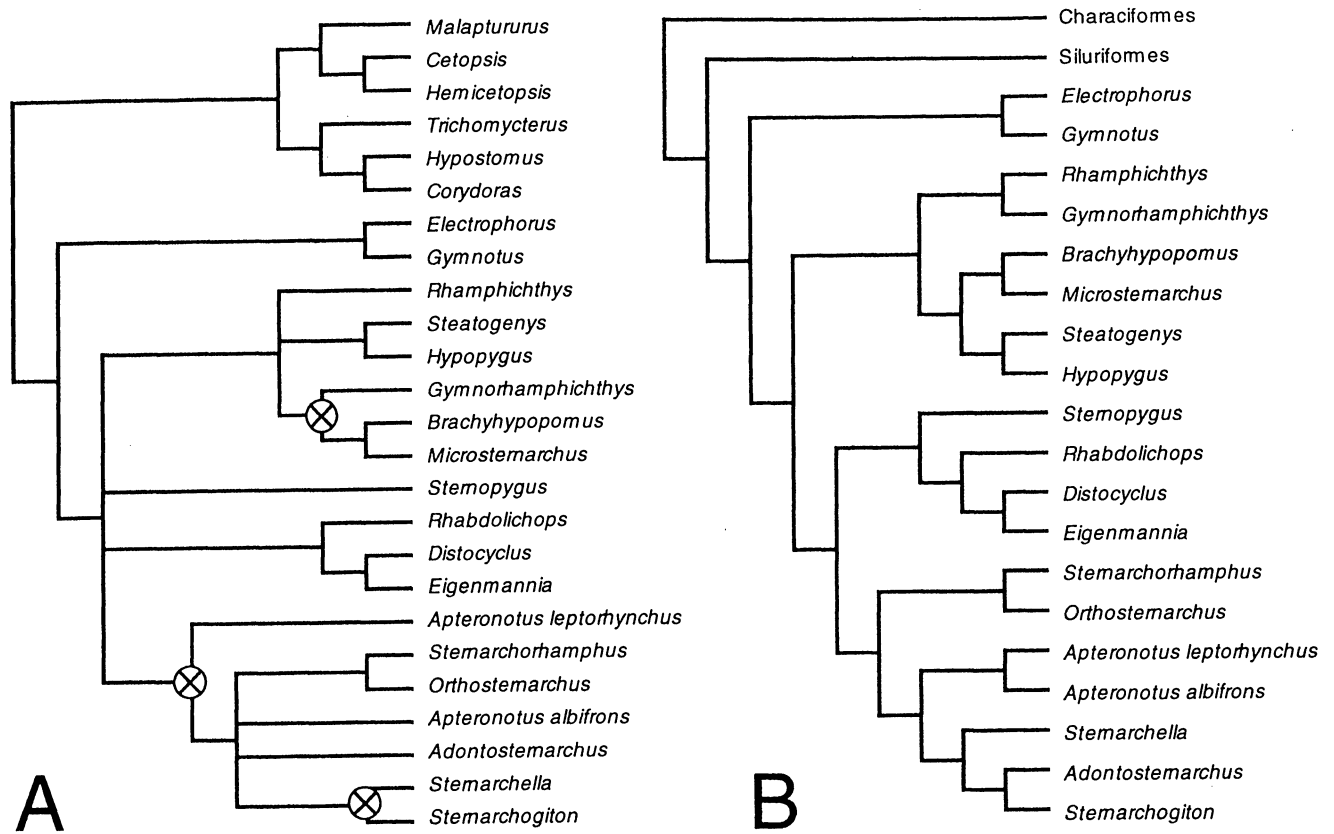 Malaptururus
Cetopsis
Hemicetopsis
Trichomycterus
Hypostomus
Corydoras
Electrophorus
Gymnotus
Rhamphichthys
Steatogenys
Hypopygus
Gymnorhamphichthys
Brachyhypopomus
Microsternarchus
Sternopygus
Rhabdolichops
Distocyclus
Eigenmannia
Apteronotus leptorhynchus
Sternarchorhamphus
Orthosternarchus
Apteronotus albifrons
Adontosternarchus
Sternarchella
Sternarchogiton
A
Characiformes
Siluriformes
Electrophorus
Gymnotus
Rhamphichthys
Gymnorhamphichthys
Brachyhypopomus
Microsternarchus
Steatogenys
Hypopygus
Sternopygus
Rhabdolichops
Distocyclus
Eigenmannia
Sternarchorhamphus
Orthosternarchus
Apteronotus leptorhynchus
Apteronotus albifrons
Sternarchella
Adontosternarchus
Sternarchogiton
B